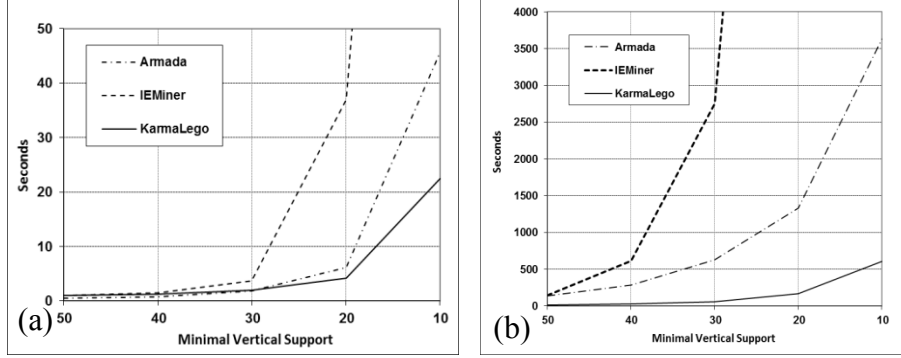 50
40
30
20
10
0
Seconds
Armada
IEMiner
KarmaLego
50 40 30 20 10
Minimal Vertical Support
(a)
4000
3500
3000
2500
2000
1500
1000
500
0
Seconds
Armada
IEMiner
KarmaLego
50 40 30 20 10
Minimal Vertical Support
(b)